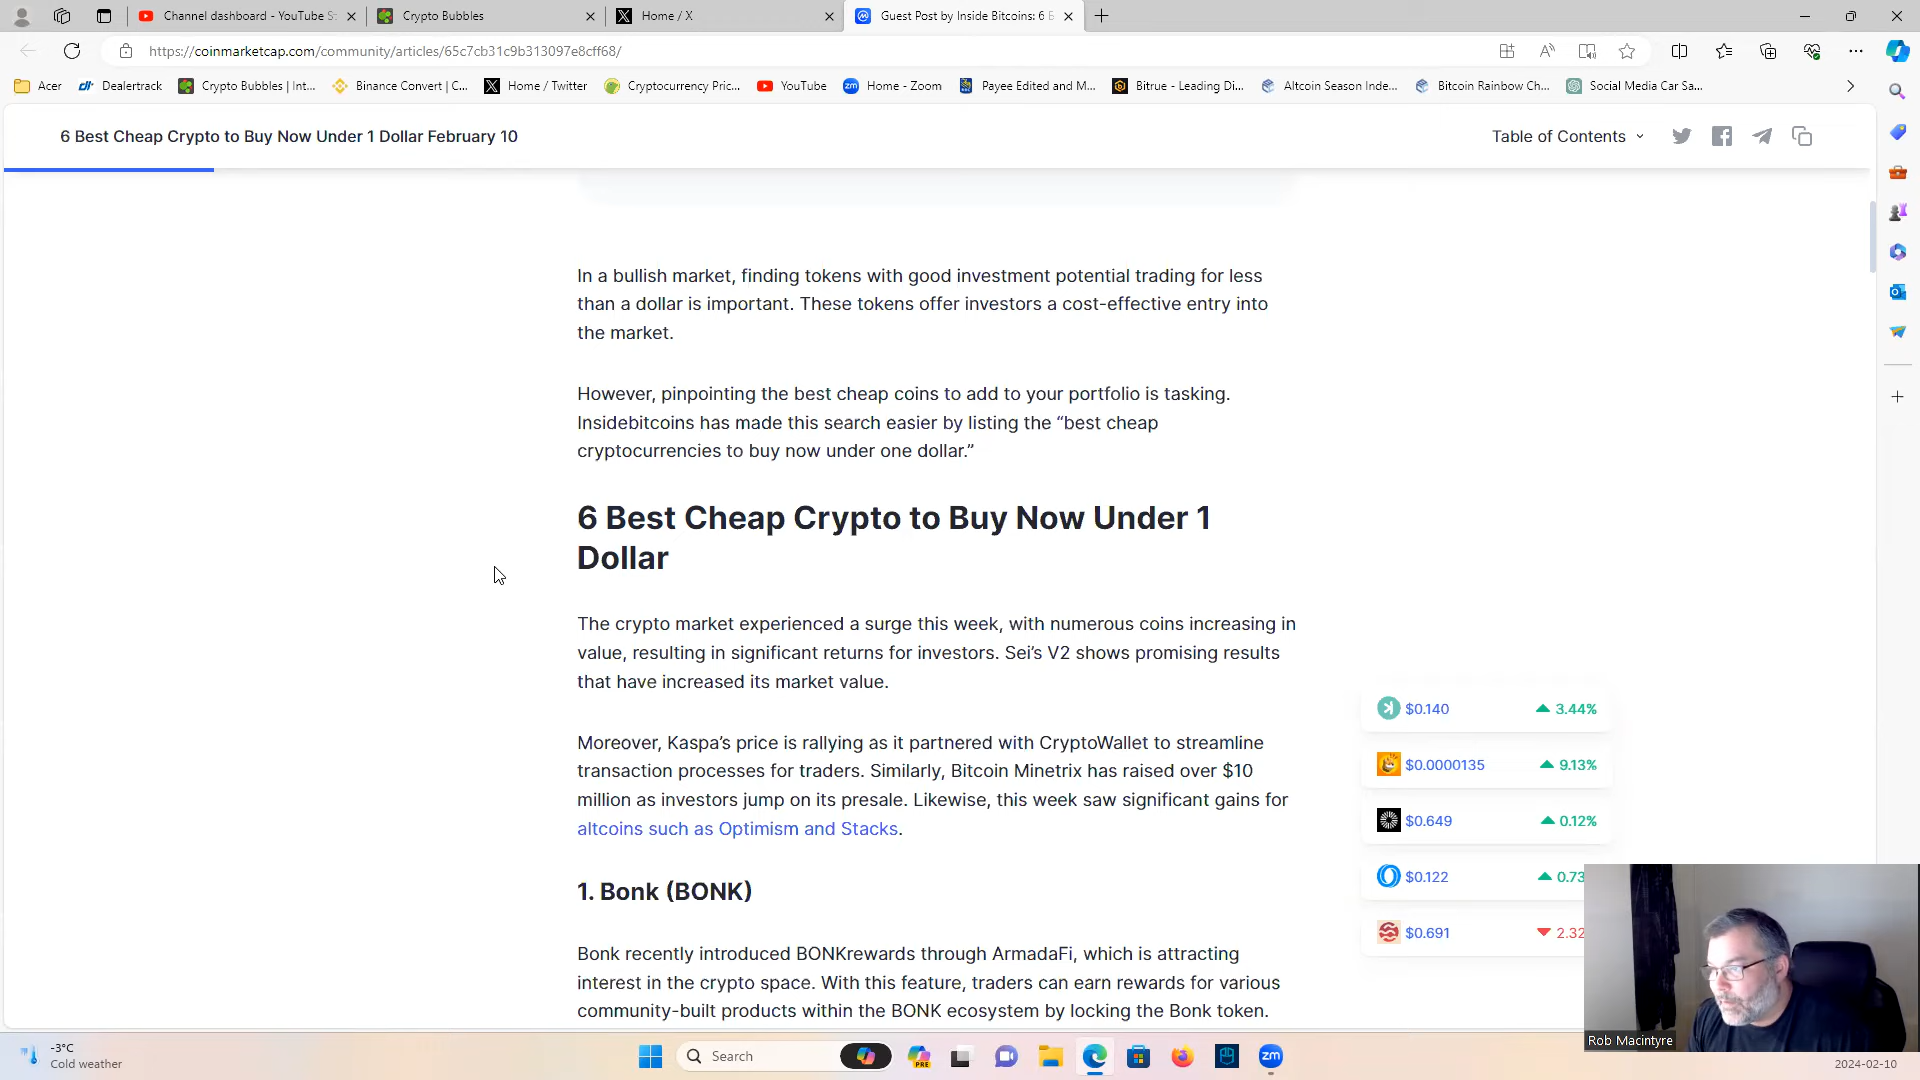 Channel dashboard - YouTube S
Crypto Bubbles
Home / X
Guest Post by Inside Bitcoins: 6 B
https://coinmarketcap.com/community/articles/65c7cb31c9b313097e8cff68/
Acer
Dealertrack
Crypto Bubbles | Int...
Binance Convert | C...
Home / Twitter
Cryptocurrency Pric...
YouTube
Home - Zoom
Payee Edited and M...
Bitrue - Leading Di...
Altcoin Season Inde...
Bitcoin Rainbow Ch...
Social Media Car Sa...
6 Best Cheap Crypto to Buy Now Under 1 Dollar February 10
Table of Contents
In a bullish market, finding tokens with good investment potential trading for less
than a dollar is important. These tokens offer investors a cost-effective entry into
the market.
However, pinpointing the best cheap coins to add to your portfolio is tasking.
Insidebitcoins has made this search easier by listing the “best cheap
cryptocurrencies to buy now under one dollar.”
6 Best Cheap Crypto to Buy Now Under 1
Dollar
The crypto market experienced a surge this week, with numerous coins increasing in
value, resulting in significant returns for investors. Sei’s V2 shows promising results
that have increased its market value.
Moreover, Kaspa’s price is rallying as it partnered with CryptoWallet to streamline
transaction processes for traders. Similarly, Bitcoin Minetrix has raised over $10
million as investors jump on its presale. Likewise, this week saw significant gains for
altcoins such as Optimism and Stacks.
1. Bonk (BONK)
Bonk recently introduced BONKrewards through ArmadaFi, which is attracting
interest in the crypto space. With this feature, traders can earn rewards for various
community-built products within the BONK ecosystem by locking the Bonk token.
$0.140 3.44%
$0.0000135 9.13%
$0.649 0.12%
$0.122 0.73
$0.691 2.32
Rob Macintyre
-3°C
Cold weather
Search
PRE
zm
2024-02-10